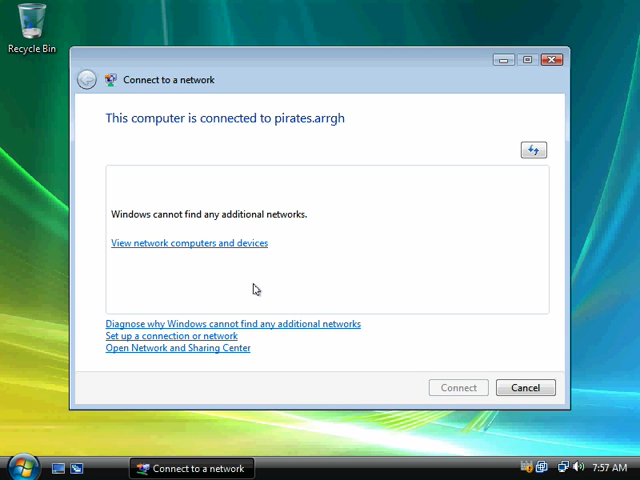 Recycle Bin
Connect to a network
This computer is connected to pirates.arrgh
Windows cannot find any additional networks.
View network computers and devices
Diagnose why Windows cannot find any additional networks
Set up a connection or network
Open Network and Sharing Center
Connect
Cancel
Connect to a network
7:57 AM